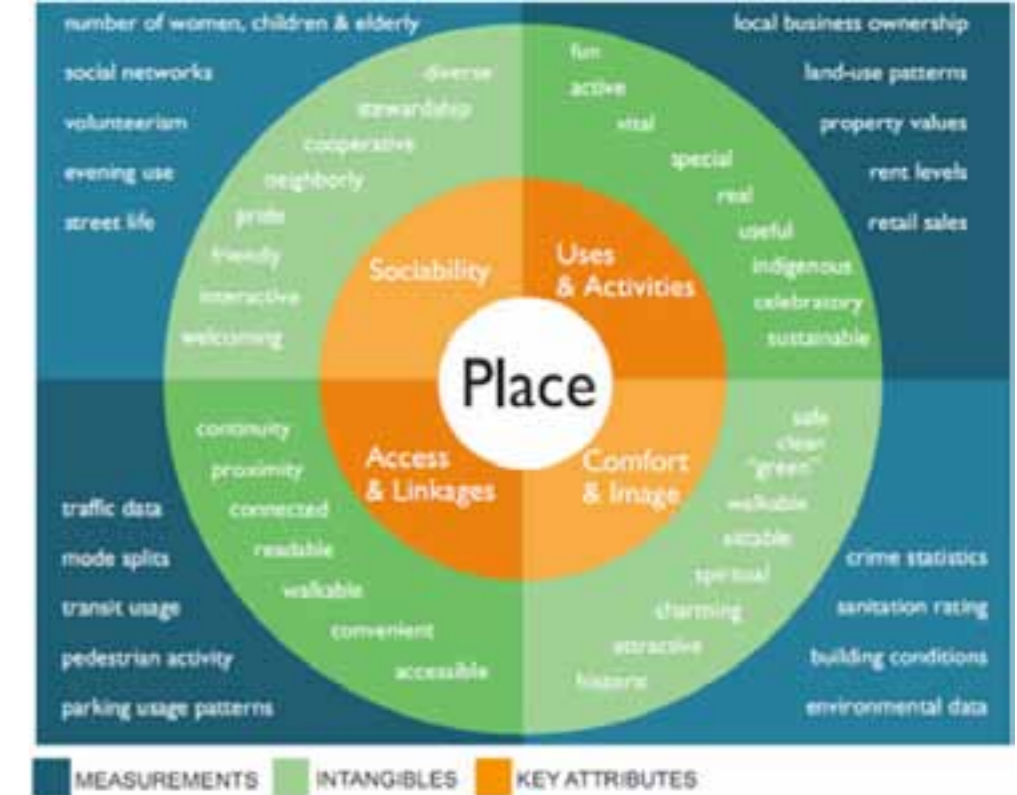 number of women, children & elderly
social networks
volunteerism
evening use
street life
local business ownership
land-use patterns
property values
rent levels
retail sales
diverse
stewardship
cooperative
neighborly
pride
friendly
interactive
welcoming
fun
active
vital
special
real
useful
indigenous
celebratory
sustainable
Sociability
Uses
& Activities
Place
Access
& Linkages
Comfort
& Image
continuity
proximity
connected
readable
walkable
convenient
accessible
safe
clean
"green"
walkable
sittable
spiritual
charming
attractive
historic
traffic data
mode splits
transit usage
pedestrian activity
parking usage patterns
crime statistics
sanitation rating
building conditions
environmental data
MEASUREMENTS
INTANGIBLES
KEY ATTRIBUTES